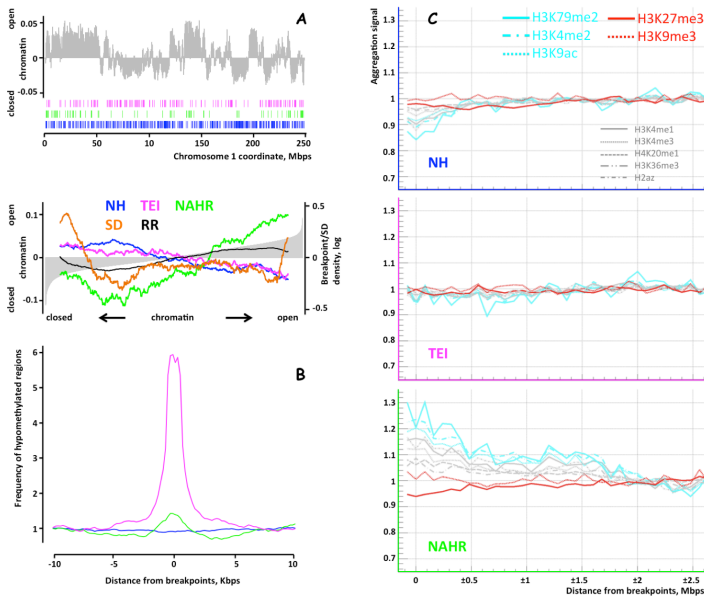 A
open
chromatin
closed
0.05
0
-0.05
0
50
100
150
200
250
Chromosome 1 coordinate, Mbps
NH TEI NAHR
SD RR
open
chromatin
closed
0.1
0
-0.1
0.5
0
-0.5
Breakpoint/SD
density, log
closed chromatin open
B
Frequency of hypomethylated regions
6
5
4
3
2
1
-10
-5
0
5
10
Distance from breakpoints, Kbps
C
Aggregation signal
H3K79me2 H3K27me3
H3K4me2 H3K9me3
H3K9ac
1.3
1.2
1.1
1
0.9
0.8
0.7
NH
H3K4me1
H3K4me3
H4K20me1
H3K36me3
H2az
1.3
1.2
1.1
1
0.9
0.8
0.7
TEI
1.3
1.2
1.1
1
0.9
0.8
0.7
NAHR
0
±0.5
±1
±1.5
±2
±2.5
Distance from breakpoints, Mbps